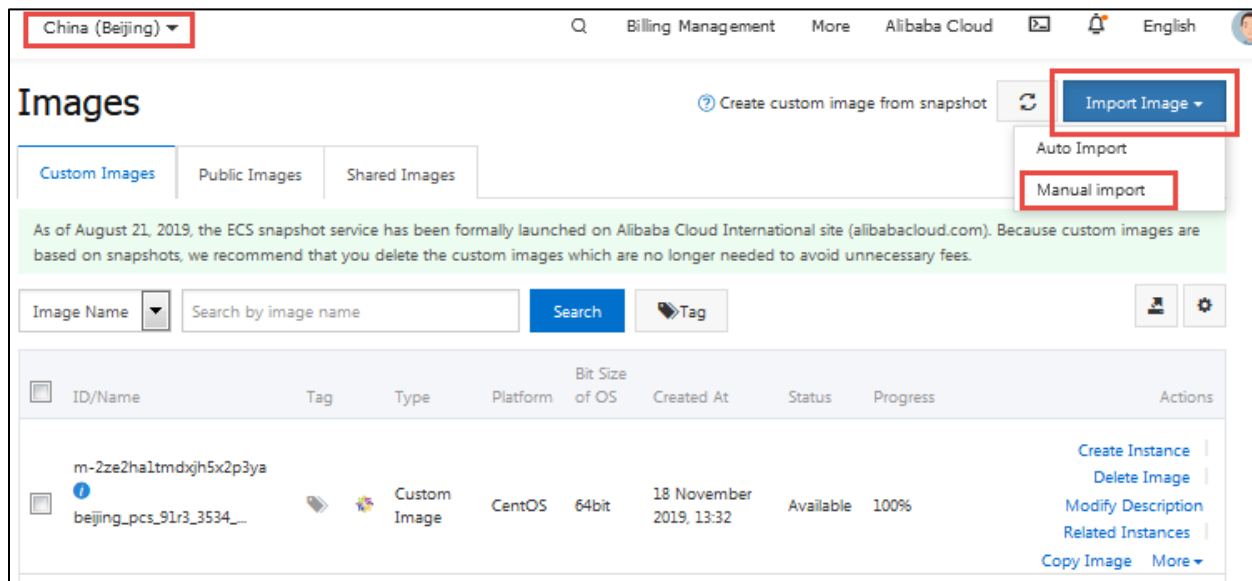 China (Beijing)
Billing Management
More
Alibaba Cloud
English
Images
Create custom image from snapshot
Import Image
Auto Import
Manual import
Custom Images
Public Images
Shared Images
As of August 21, 2019, the ECS snapshot service has been formally launched on Alibaba Cloud International site (alibabacloud.com). Because custom images are
based on snapshots, we recommend that you delete the custom images which are no longer needed to avoid unnecessary fees.
Image Name
Search by image name
Search
Tag
ID/Name
Tag
Type
Platform
Bit Size
of OS
Created At
Status
Progress
Actions
m-2ze2ha1tmdxjh5x2p3ya
beijing_pcs_91r3_3534_...
Custom
Image
CentOS
64bit
18 November
2019, 13:32
Available
100%
Create Instance
Delete Image
Modify Description
Related Instances
Copy Image
More